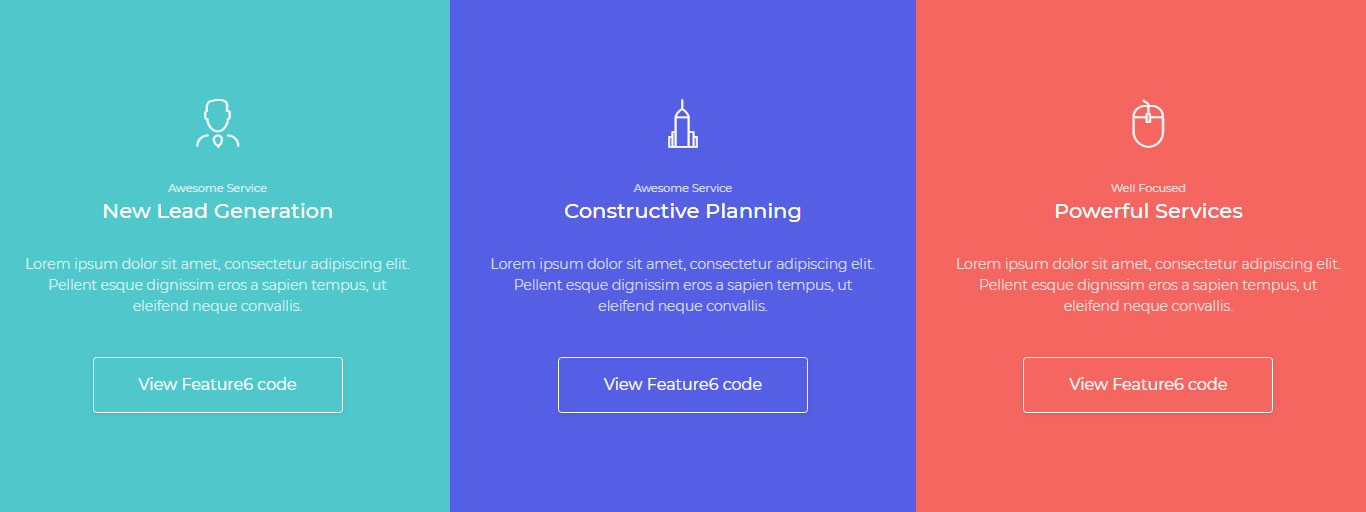 Awesome Service
New Lead Generation
Lorem ipsum dolor sit amet, consectetur adipiscing elit.
Pellent esque dignissim eros a sapien tempus, ut
eleifend neque convallis.
View Feature6 code
Awesome Service
Constructive Planning
Lorem ipsum dolor sit amet, consectetur adipiscing elit.
Pellent esque dignissim eros a sapien tempus, ut
eleifend neque convallis.
View Feature6 code
Well Focused
Powerful Services
Lorem ipsum dolor sit amet, consectetur adipiscing elit.
Pellent esque dignissim eros a sapien tempus, ut
eleifend neque convallis.
View Feature6 code